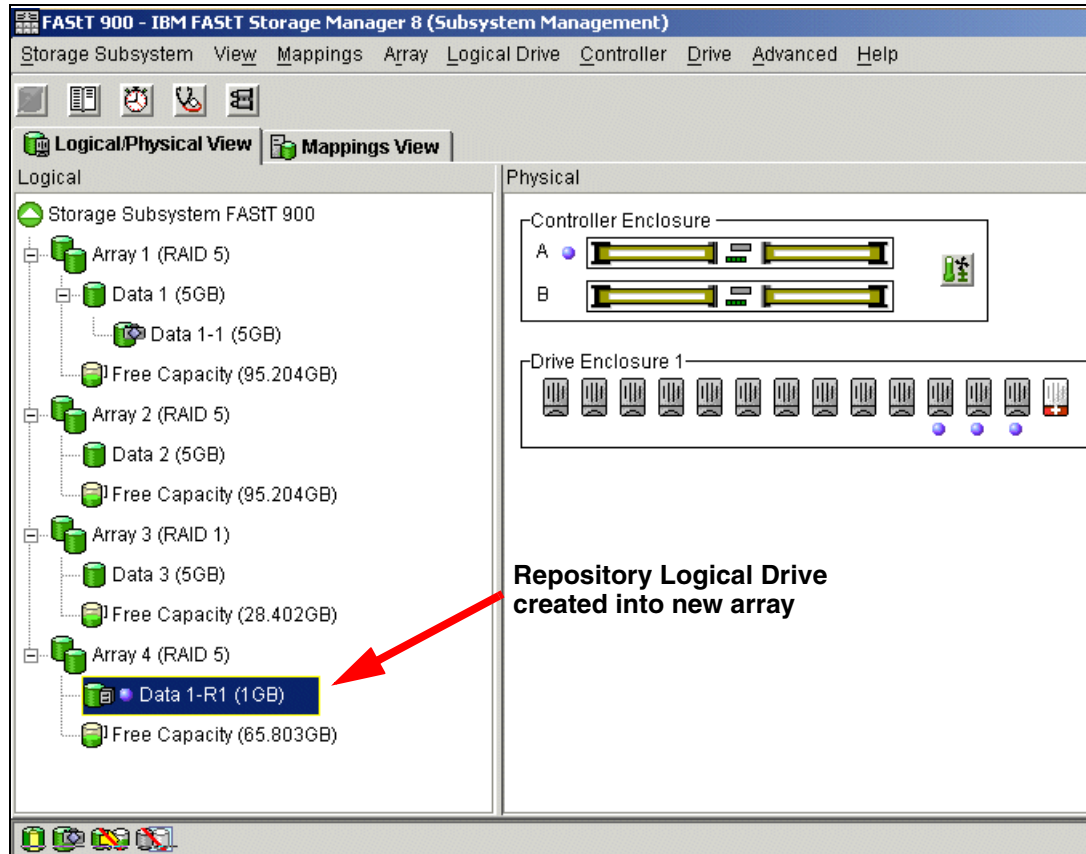 FAStT 900 - IBM FAStT Storage Manager 8 (Subsystem Management)
Storage Subsystem View Mappings Array Logical Drive Controller Drive Advanced Help
Logical/Physical View Mappings View
Logical
Storage Subsystem FAStT 900
Array 1 (RAID 5)
Data 1 (5GB)
Data 1-1 (5GB)
Free Capacity (95.204GB)
Array 2 (RAID 5)
Data 2 (5GB)
Free Capacity (95.204GB)
Array 3 (RAID 1)
Data 3 (5GB)
Free Capacity (28.402GB)
Array 4 (RAID 5)
Data 1-R1 (1GB)
Free Capacity (65.803GB)
Physical
Controller Enclosure
A
B
Drive Enclosure 1
Repository Logical Drive
created into new array